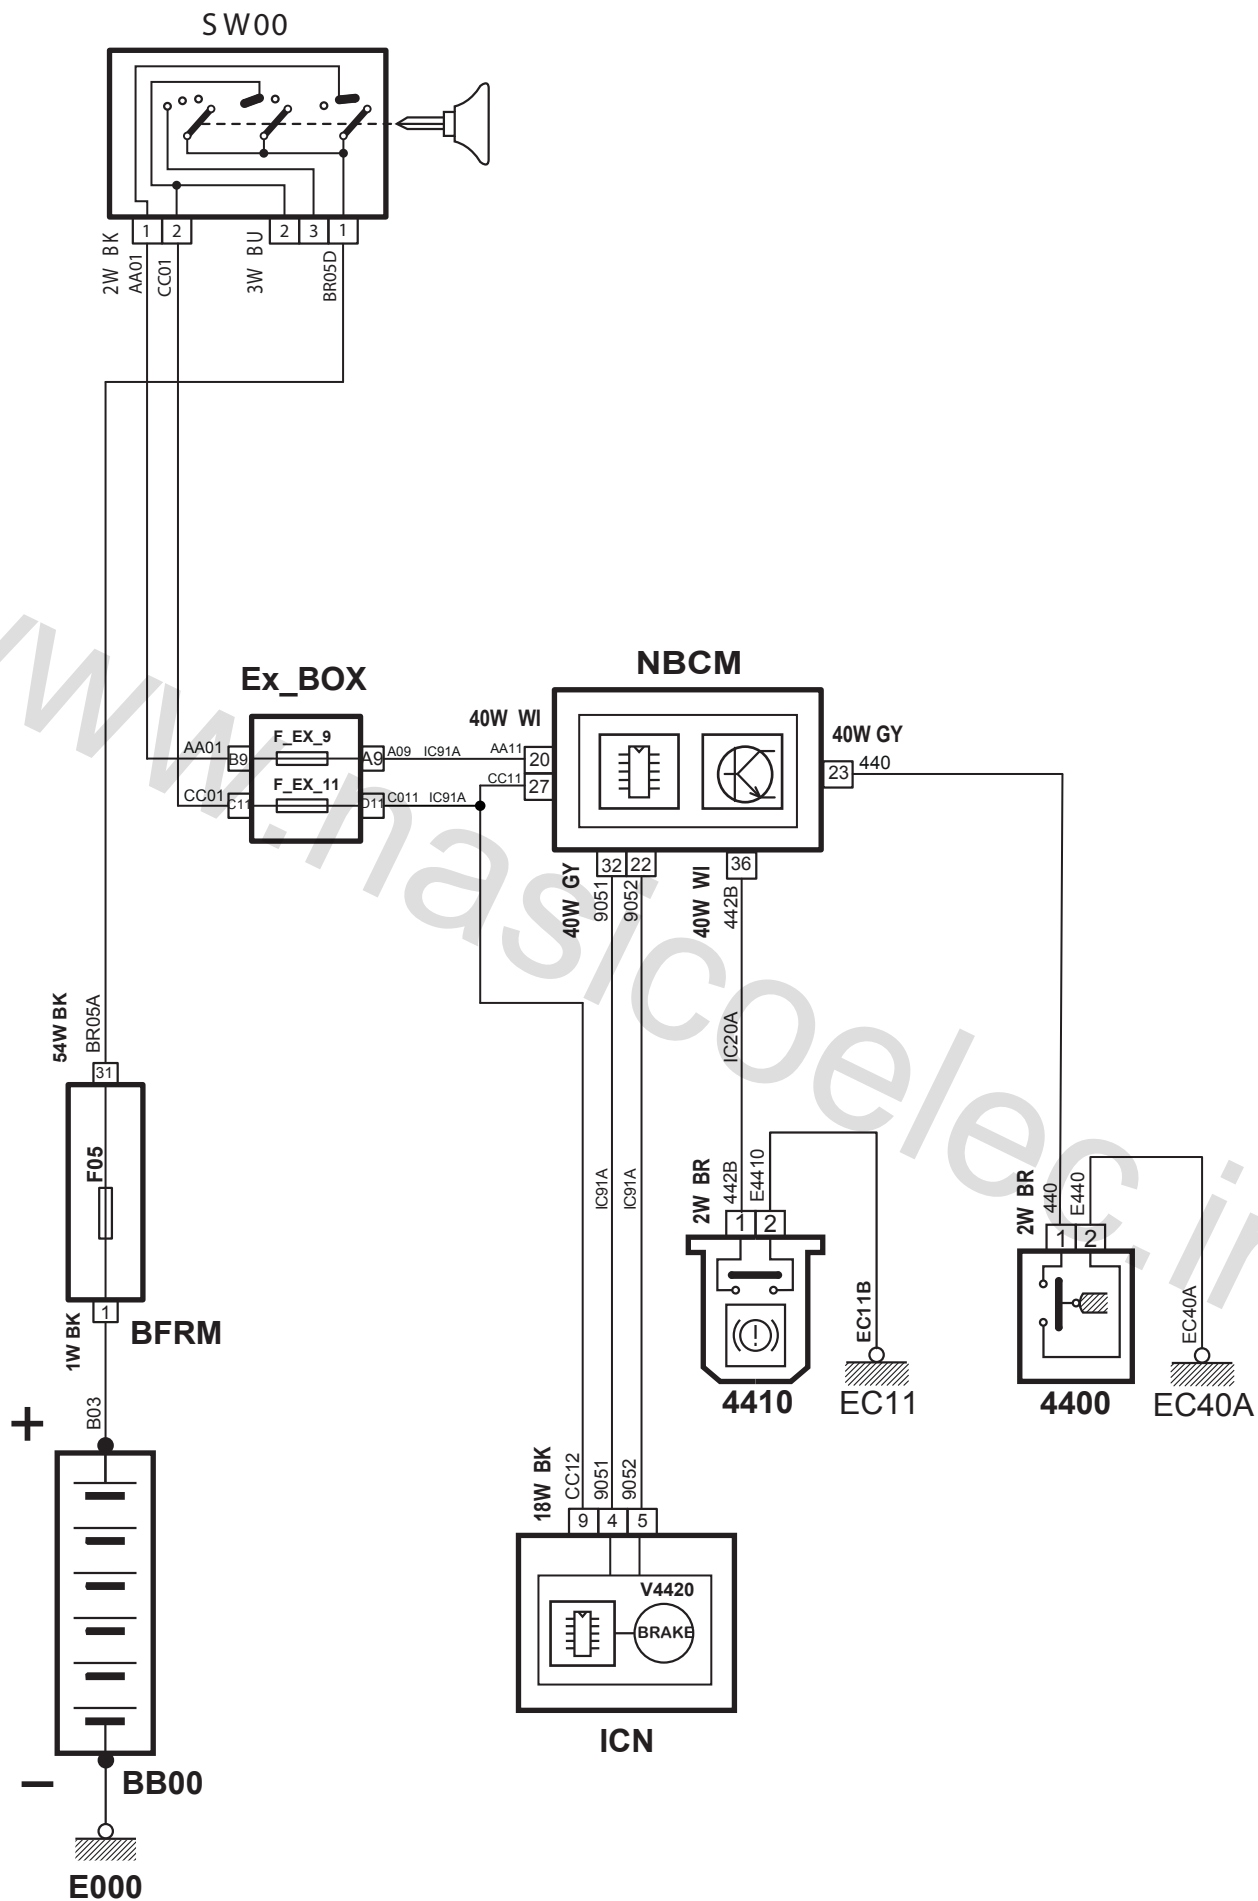 SW00
1 2 2 3 1
2W BK
AA01
CC01
3W BU
BR05D
Ex_BOX
NBCM
40W WI
40W GY
AA01 B9 F_EX_9 A9 A09 IC91A AA11 20
CC01 C11 F_EX_11 D11 C011 IC91A CC11 27
23 440
32 22 36
40W GY
9051
9052
40W WI
442B
www.nasicoelec.ir
54W BK
BR05A
31
IC20A
F05
1
1W BK
BFRM
IC91A
IC91A
2W BR
442B
E4410
1 2
EC11B
4410
EC11
2W BR
440
E440
1 2
EC40A
4400
EC40A
+
B03
18W BK
CC12
9051
9052
9 4 5
V4420
BRAKE
ICN
−
BB00
E000